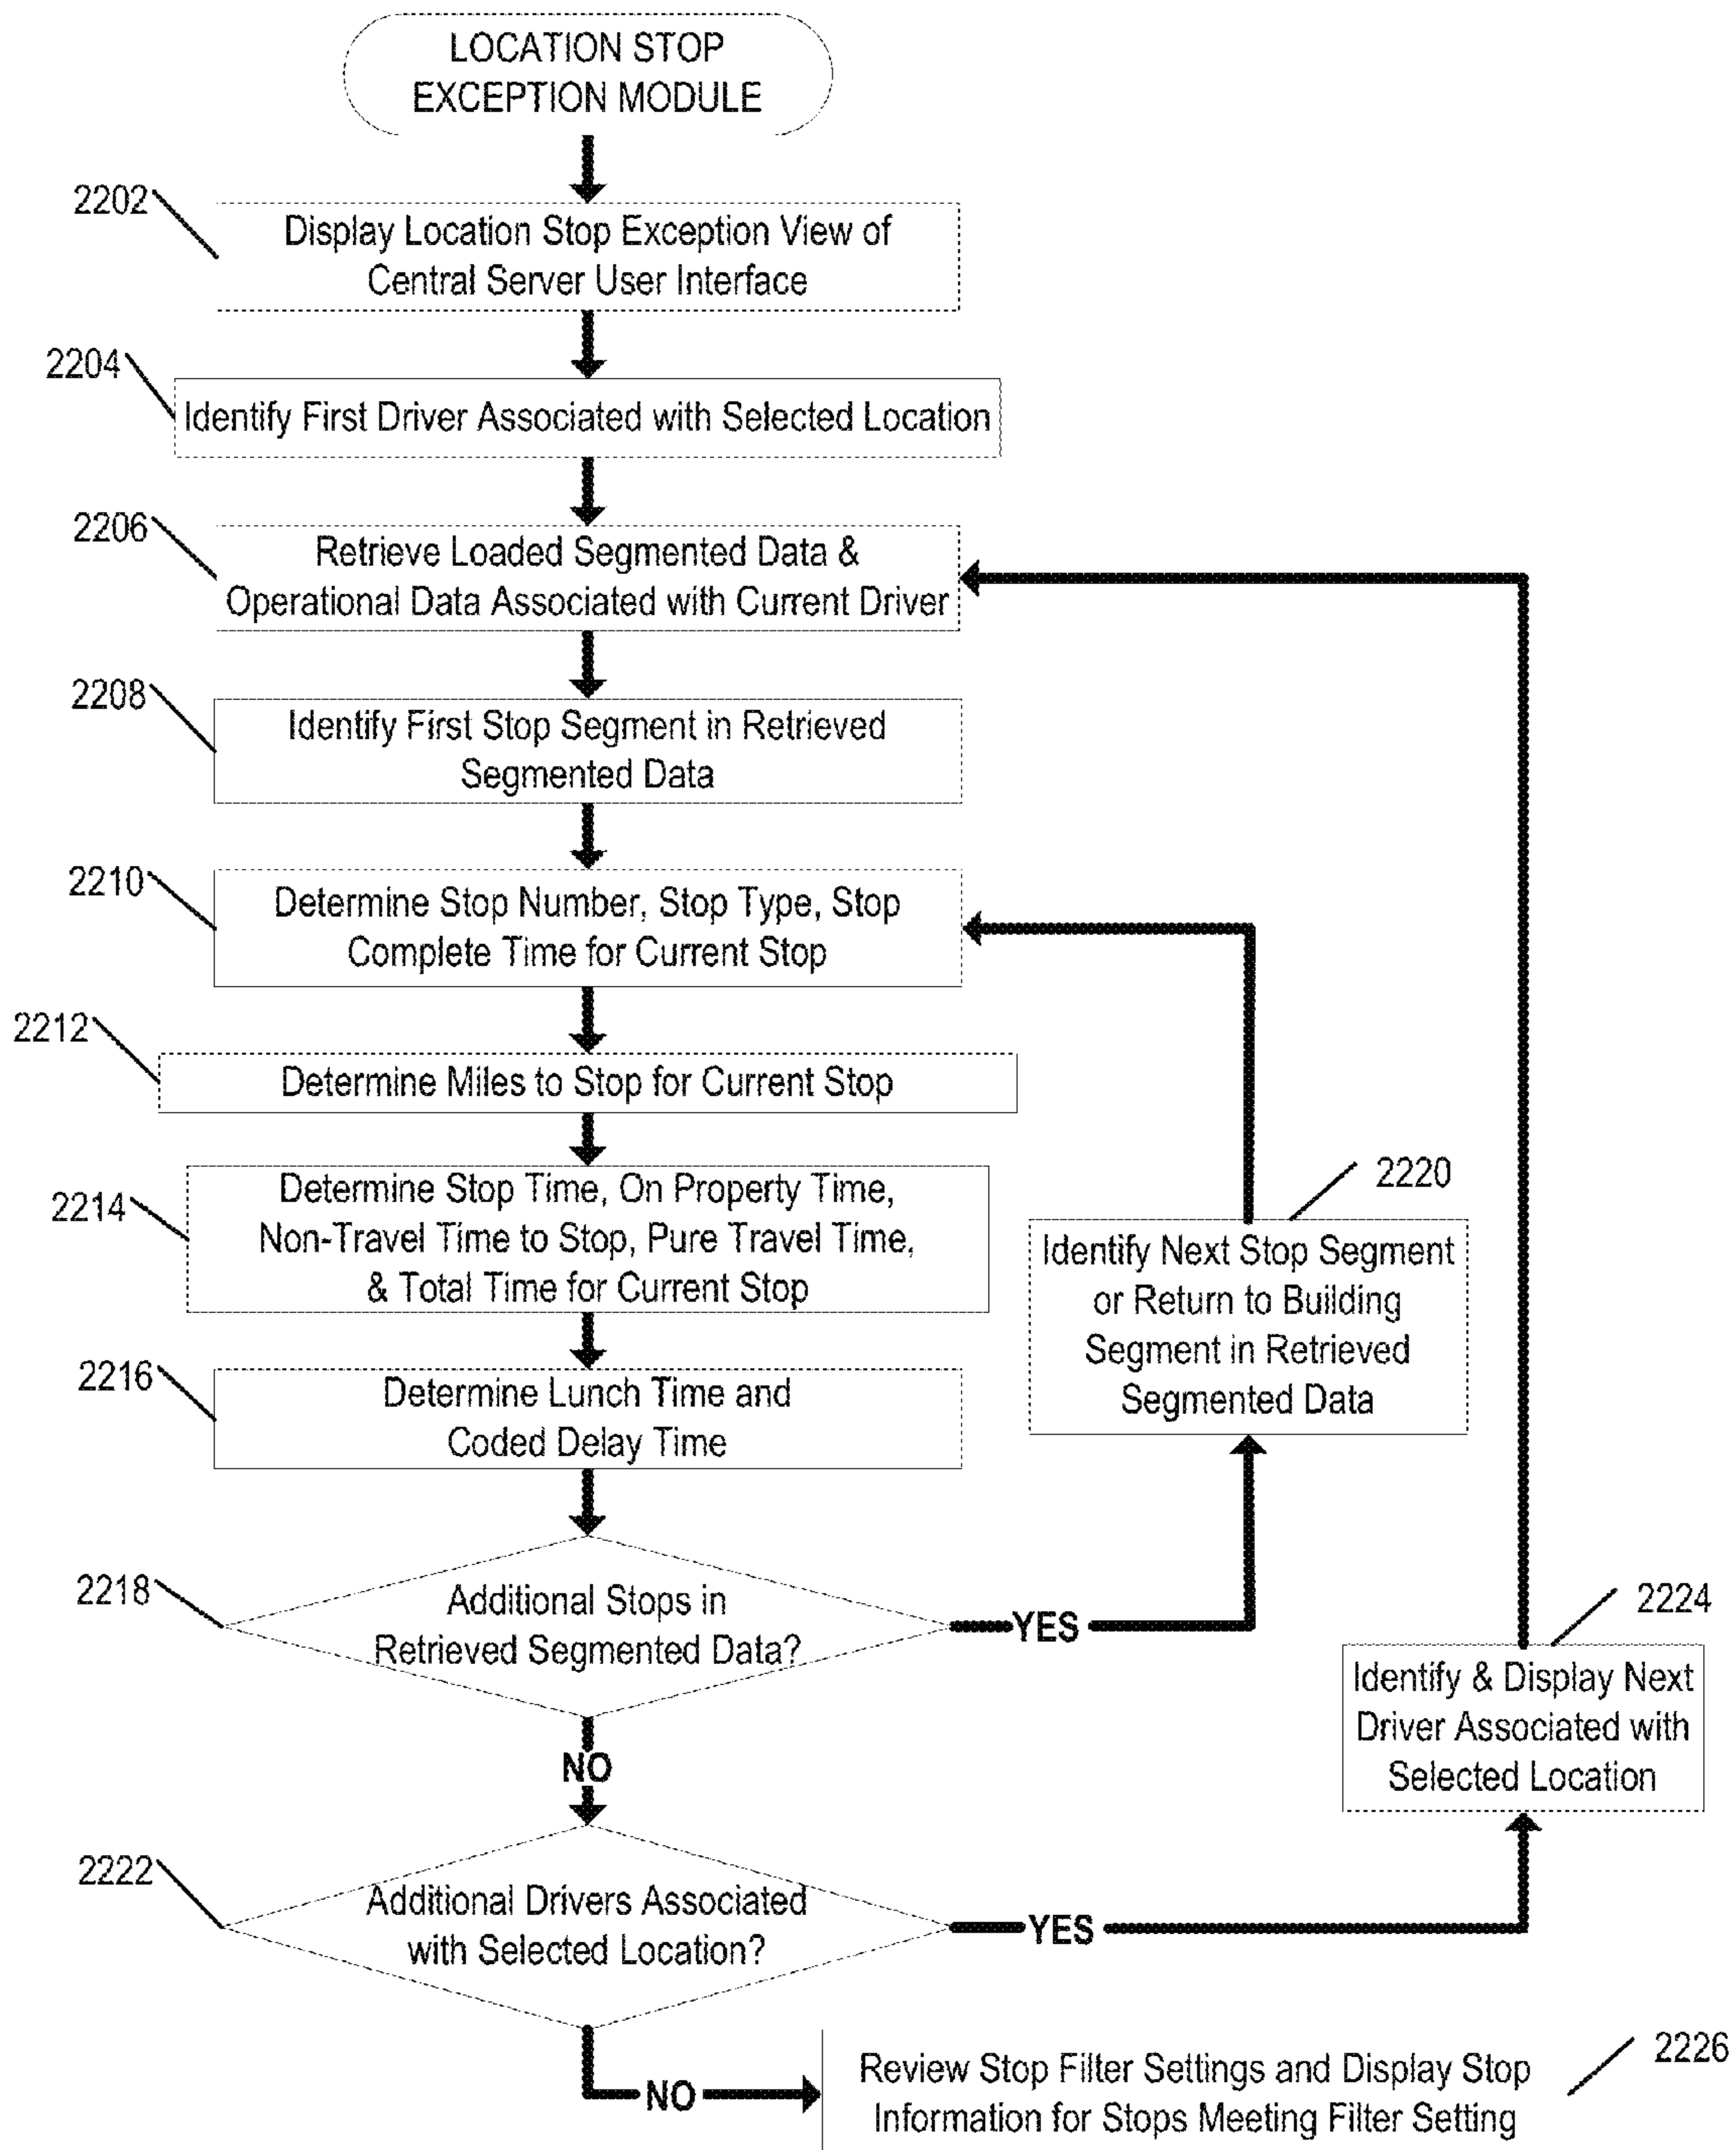 LOCATION STOP
EXCEPTION MODULE
2202
Display Location Stop Exception View of
Central Server User Interface
2204
Identify First Driver Associated with Selected Location
2206
Retrieve Loaded Segmented Data &
Operational Data Associated with Current Driver
2208
Identify First Stop Segment in Retrieved
Segmented Data
2210
Determine Stop Number, Stop Type, Stop
Complete Time for Current Stop
2212
Determine Miles to Stop for Current Stop
2214
Determine Stop Time, On Property Time,
Non-Travel Time to Stop, Pure Travel Time,
& Total Time for Current Stop
2220
Identify Next Stop Segment
or Return to Building
Segment in Retrieved
Segmented Data
2216
Determine Lunch Time and
Coded Delay Time
2218
Additional Stops in
Retrieved Segmented Data?
YES
2224
Identify & Display Next
Driver Associated with
Selected Location
NO
2222
Additional Drivers Associated
with Selected Location?
YES
NO
2226
Review Stop Filter Settings and Display Stop
Information for Stops Meeting Filter Setting